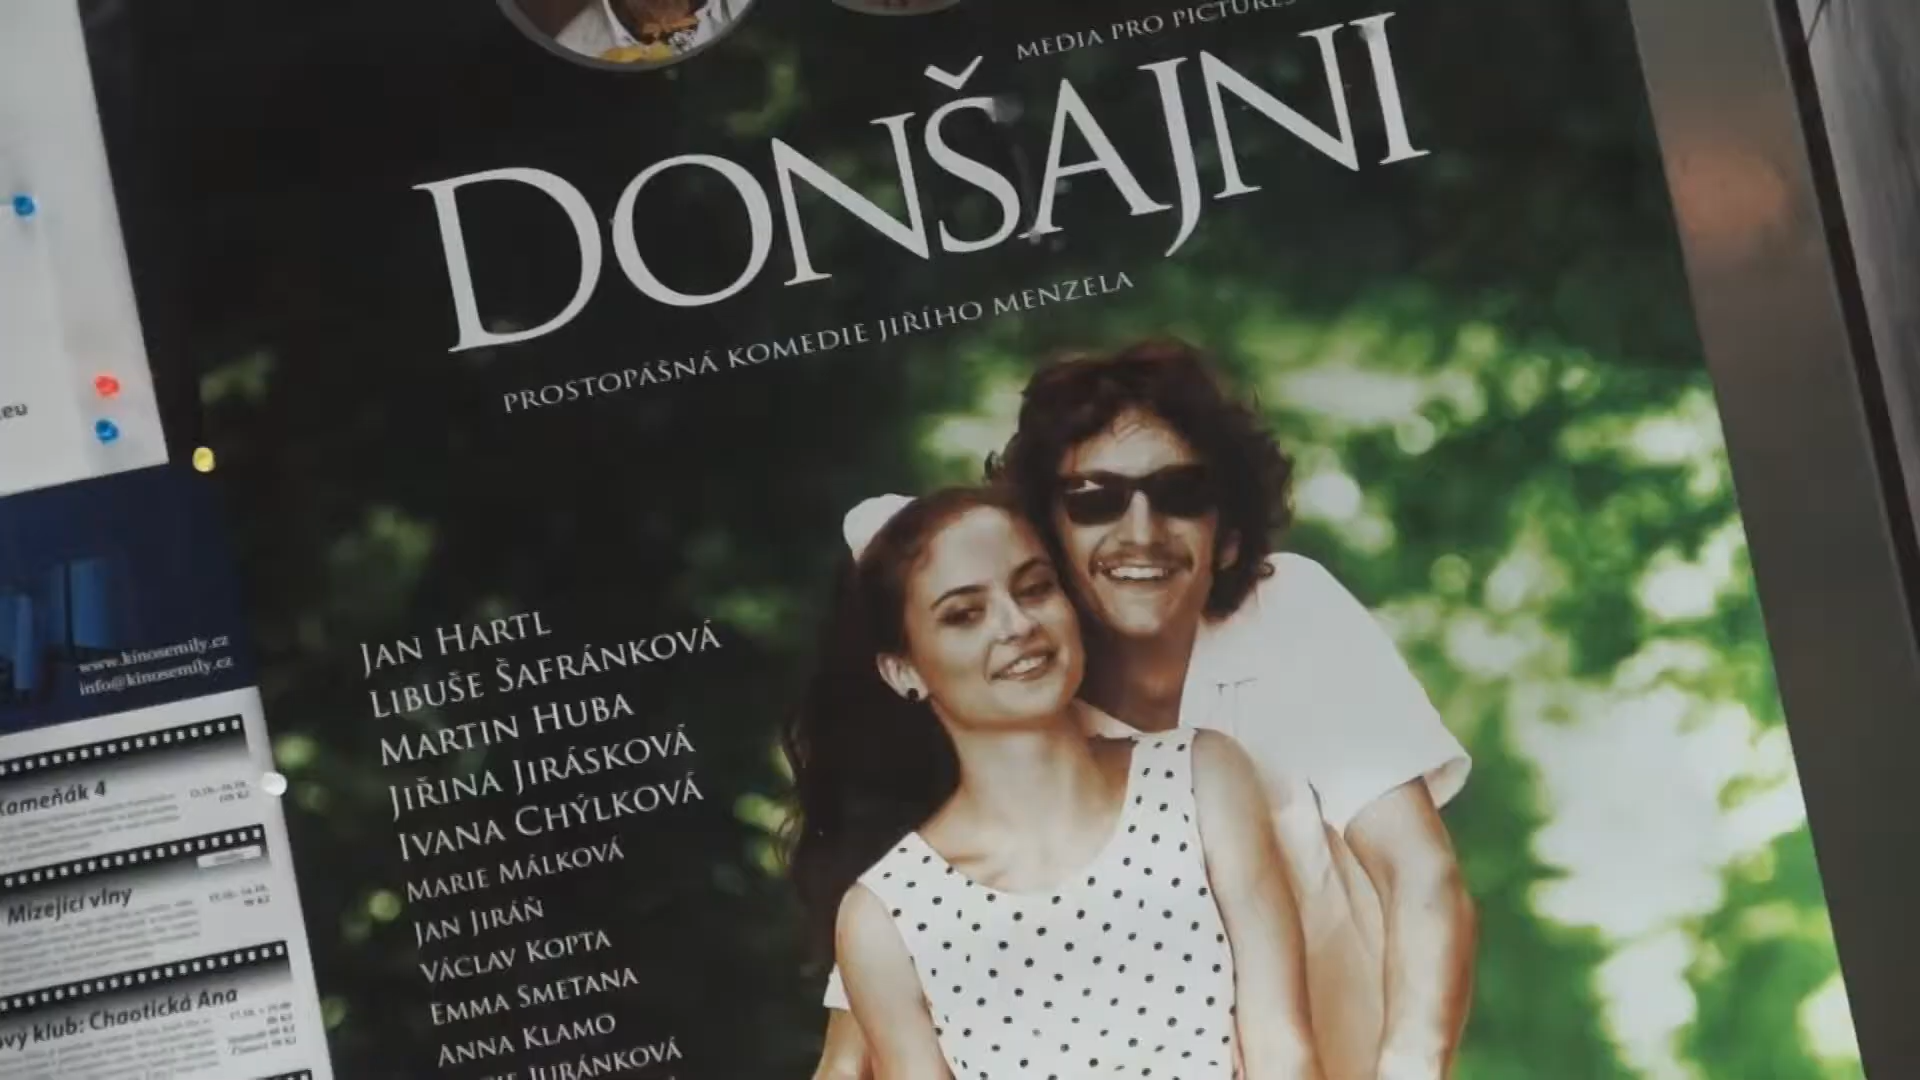 MEDIA PRO PICTURES
DONŠAJNI
PROSTOPÁŠNÁ KOMEDIE JIŘÍHO MENZELA
JAN HARTL
LIBUŠE ŠAFRÁNKOVÁ
MARTIN HUBA
JIŘINA JIRÁSKOVÁ
IVANA CHÝLKOVÁ
MARIE MÁLKOVÁ
JAN JIRÁŇ
VÁCLAV KOPTA
EMMA SMETANA
ANNA KLAMO
JURÁNKOVÁ
www.kinosemily.cz
info@kinosemily.cz
Kameňák 4
Mizející vlny
klub: Chaotická Ana